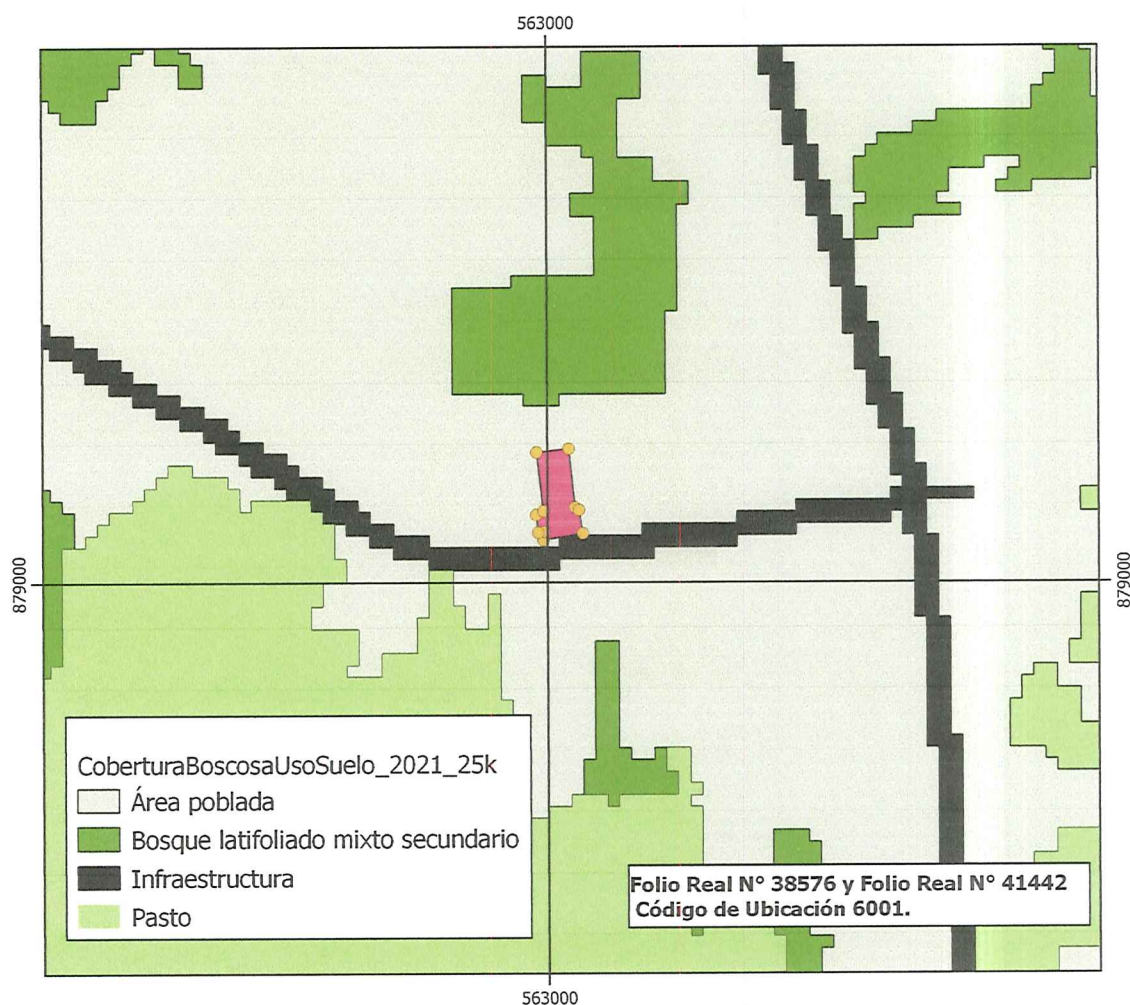 563000
879000
879000
CoberturaBoscosaUsoSuelo_2021_25k
Área poblada
Bosque latifoliado mixto secundario
Infraestructura
Pasto
Folio Real N° 38576 y Folio Real N° 41442
Código de Ubicación 6001.
563000